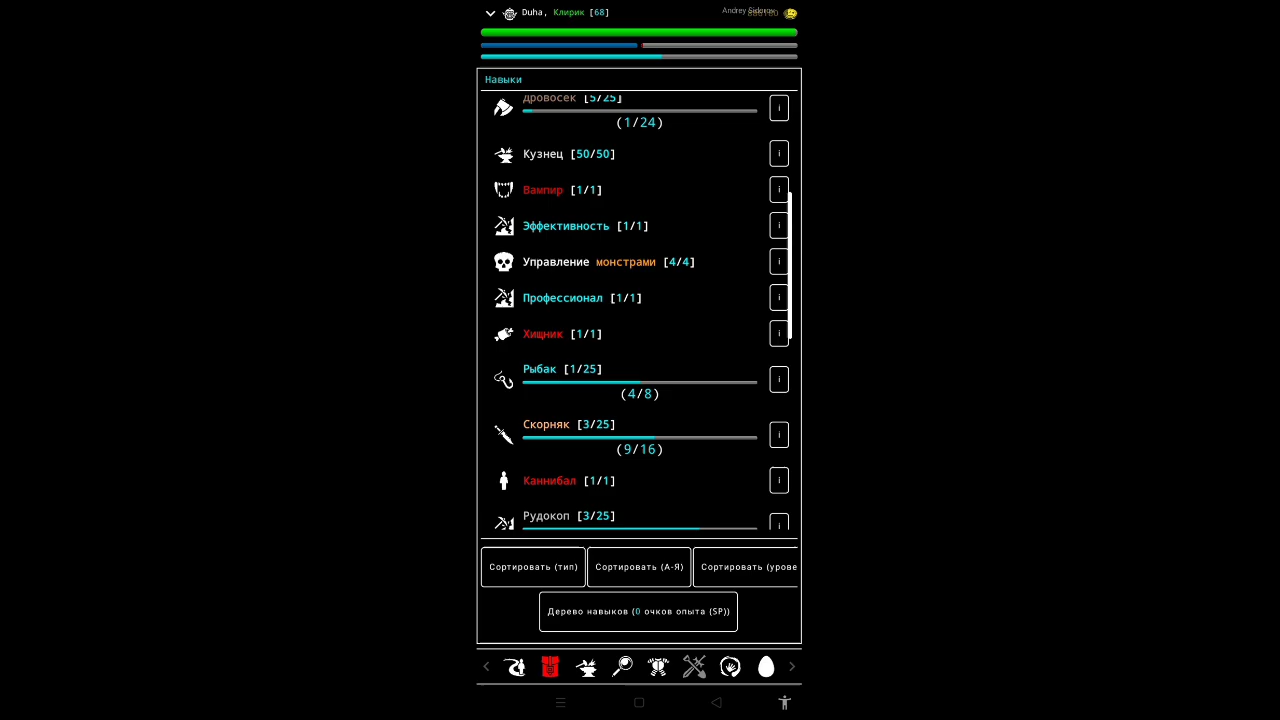 Duha, Клирик [68]
Andrey Sidorov
Навыки
дровосек [5/25]
(1/24)
Кузнец [50/50]
Вампир [1/1]
Эффективность [1/1]
Управление монстрами [4/4]
Профессионал [1/1]
Хищник [1/1]
Рыбак [1/25]
(4/8)
Скорняк [3/25]
(9/16)
Каннибал [1/1]
Рудокоп [3/25]
Сортировать (тип)
Сортировать (А-Я)
Сортировать (урове
Дерево навыков (0 очков опыта (SP))